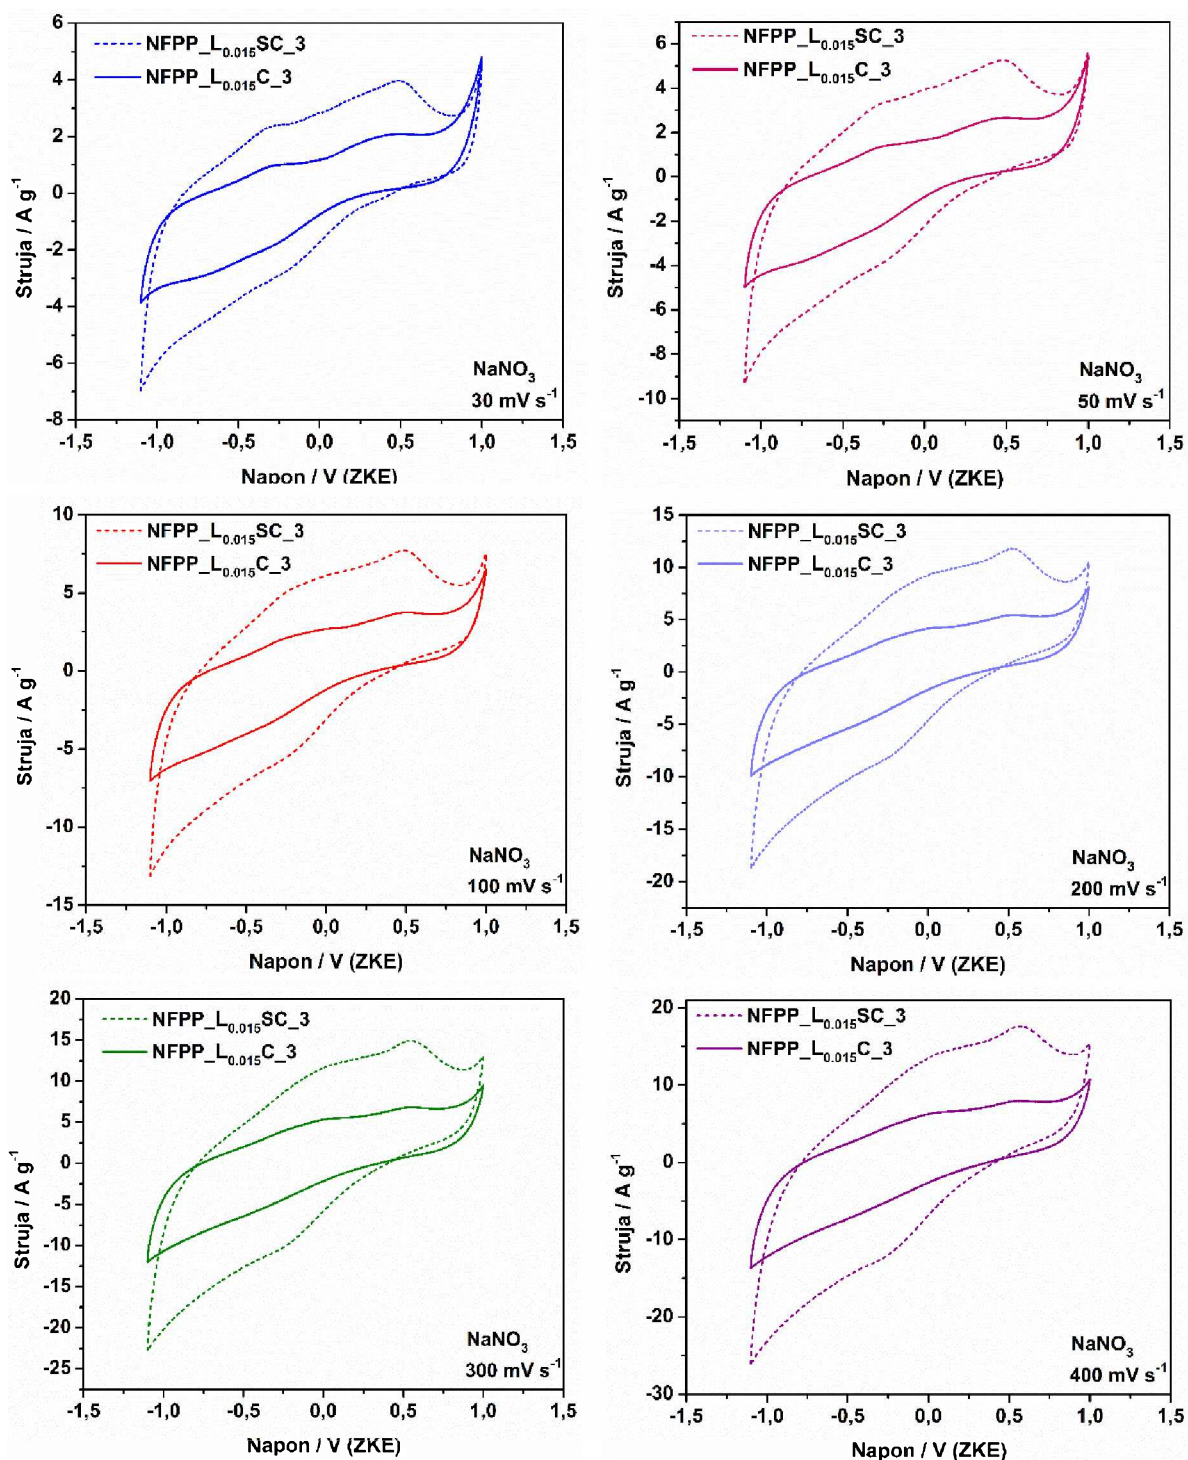 NFPP_L0.015SC_3
NFPP_L0.015C_3
6
4
2
0
-2
-4
-6
-8
Struja / A g-1
NaNO3
30 mV s-1
-1,5 -1,0 -0,5 0,0 0,5 1,0 1,5
Napon / V (ZKE)
NFPP_L0.015SC_3
NFPP_L0.015C_3
6
4
2
0
-2
-4
-6
-8
-10
Struja / A g-1
NaNO3
50 mV s-1
-1,5 -1,0 -0,5 0,0 0,5 1,0 1,5
Napon / V (ZKE)
NFPP_L0.015SC_3
NFPP_L0.015C_3
10
5
0
-5
-10
-15
Struja / A g-1
NaNO3
100 mV s-1
-1,5 -1,0 -0,5 0,0 0,5 1,0 1,5
Napon / V (ZKE)
NFPP_L0.015SC_3
NFPP_L0.015C_3
15
10
5
0
-5
-10
-15
-20
Struja / A g-1
NaNO3
200 mV s-1
-1,5 -1,0 -0,5 0,0 0,5 1,0 1,5
Napon / V (ZKE)
NFPP_L0.015SC_3
NFPP_L0.015C_3
20
15
10
5
0
-5
-10
-15
-20
-25
Struja / A g-1
NaNO3
300 mV s-1
-1,5 -1,0 -0,5 0,0 0,5 1,0 1,5
Napon / V (ZKE)
NFPP_L0.015SC_3
NFPP_L0.015C_3
20
10
0
-10
-20
-30
Struja / A g-1
NaNO3
400 mV s-1
-1,5 -1,0 -0,5 0,0 0,5 1,0 1,5
Napon / V (ZKE)